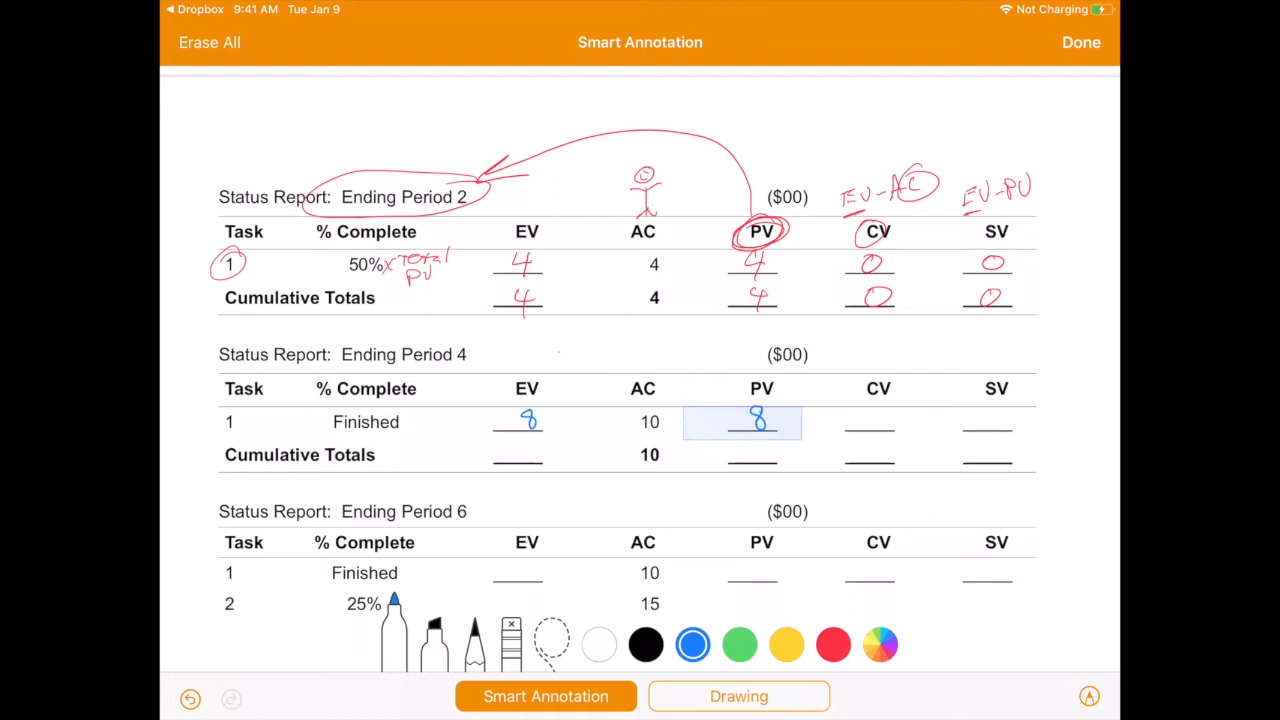 Dropbox 9:41 AM Tue Jan 9 Not Charging
Erase All Smart Annotation Done
Status Report: Ending Period 2 ($00) EV-AC EV-PV
Task % Complete EV AC PV CV SV
1 50% x Total PV 4 4 4 0 0
Cumulative Totals 4 4 4 0 0
Status Report: Ending Period 4 ($00)
Task % Complete EV AC PV CV SV
1 Finished 8 10 8
Cumulative Totals 10
Status Report: Ending Period 6 ($00)
Task % Complete EV AC PV CV SV
1 Finished 10
2 25% 15
Smart Annotation Drawing